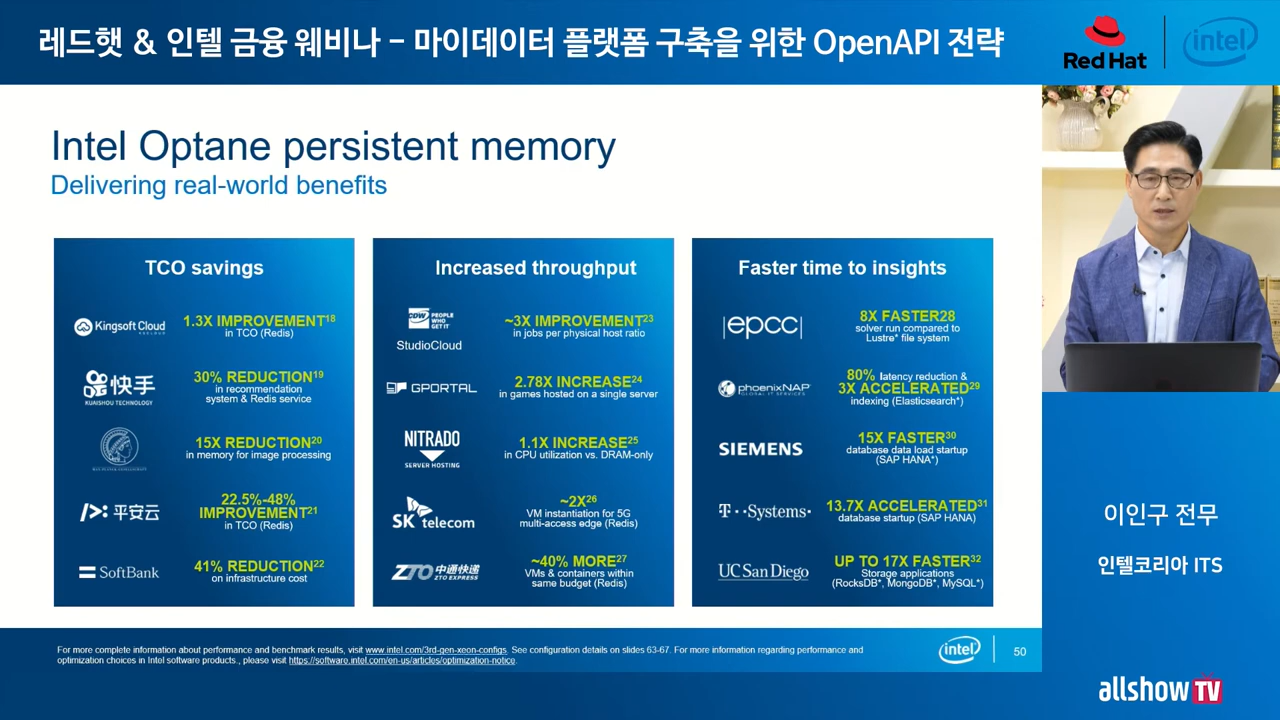 레드햇 & 인텔 금융 웨비나 – 마이데이터 플랫폼 구축을 위한 OpenAPI 전략
Red Hat
intel
Intel Optane persistent memory
Delivering real-world benefits
TCO savings
Kingsoft Cloud
1.3X IMPROVEMENT18
in TCO (Redis)
快手
KUAISHOU TECHNOLOGY
30% REDUCTION19
in recommendation
system & Redis service
15X REDUCTION20
in memory for image processing
平安云
22.5%-48%
IMPROVEMENT21
in TCO (Redis)
SoftBank
41% REDUCTION22
on infrastructure cost
Increased throughput
CDW PEOPLE
WHO
GET IT
StudioCloud
~3X IMPROVEMENT23
in jobs per physical host ratio
GPORTAL
2.78X INCREASE24
in games hosted on a single server
NITRADO
SERVER HOSTING
1.1X INCREASE25
in CPU utilization vs. DRAM-only
SK telecom
~2X26
VM instantiation for 5G
multi-access edge (Redis)
ZTO 中通快递
ZTO EXPRESS
~40% MORE27
VMs & containers within
same budget (Redis)
Faster time to insights
|epcc|
8X FASTER28
solver run compared to
Lustre* file system
phoenixNAP
GLOBAL IT SERVICES
80% latency reduction &
3X ACCELERATED29
indexing (Elasticsearch*)
SIEMENS
15X FASTER30
database data load startup
(SAP HANA*)
T··Systems·
13.7X ACCELERATED31
database startup (SAP HANA)
UC San Diego
UP TO 17X FASTER32
Storage applications
(RocksDB*, MongoDB*, MySQL*)
For more complete information about performance and benchmark results, visit www.intel.com/3rd-gen-xeon-configs. See configuration details on slides 63-67. For more information regarding performance and
optimization choices in Intel software products., please visit https://software.intel.com/en-us/articles/optimization-notice.
intel
50
이인구 전무
인텔코리아 ITS
allshow TV